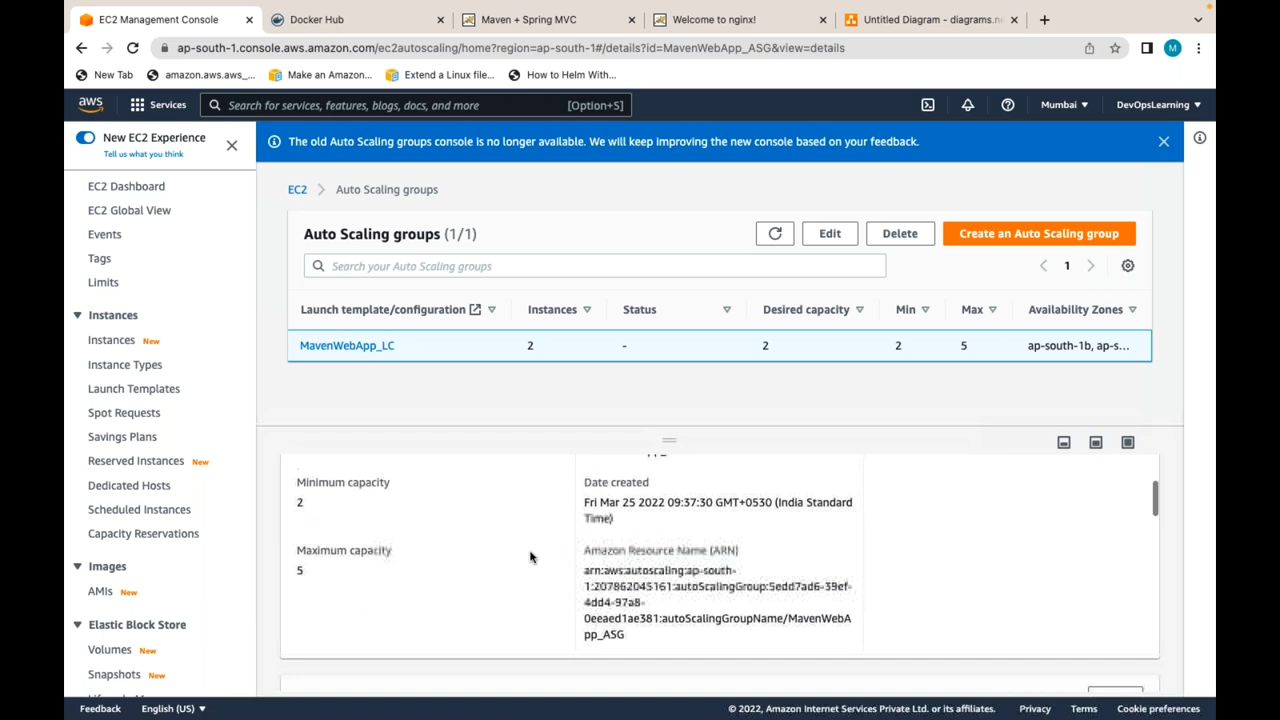 EC2 Management Console
Docker Hub
Maven + Spring MVC
Welcome to nginx!
Untitled Diagram - diagrams.ne
ap-south-1.console.aws.amazon.com/ec2autoscaling/home?region=ap-south-1#/details?id=MavenWebApp_ASG&view=details
M
New Tab
amazon.aws.aws_...
Make an Amazon...
Extend a Linux file...
How to Helm With...
aws
Services
Search for services, features, blogs, docs, and more [Option+S]
Mumbai
DevOpsLearning
New EC2 Experience
Tell us what you think
EC2 Dashboard
EC2 Global View
Events
Tags
Limits
Instances
Instances New
Instance Types
Launch Templates
Spot Requests
Savings Plans
Reserved Instances New
Dedicated Hosts
Scheduled Instances
Capacity Reservations
Images
AMIs New
Elastic Block Store
Volumes New
Snapshots New
The old Auto Scaling groups console is no longer available. We will keep improving the new console based on your feedback.
EC2 > Auto Scaling groups
Auto Scaling groups (1/1)
Edit
Delete
Create an Auto Scaling group
Search your Auto Scaling groups
1
Launch template/configuration Instances Status Desired capacity Min Max Availability Zones
MavenWebApp_LC 2 - 2 2 5 ap-south-1b, ap-s...
Minimum capacity
2
Maximum capacity
5
Date created
Fri Mar 25 2022 09:37:30 GMT+0530 (India Standard
Time)
Amazon Resource Name (ARN)
arn:aws:autoscaling:ap-south-
1:207862045161:autoScalingGroup:5edd7ad6-39ef-
4dd4-97a8-
0eeaed1ae381:autoScalingGroupName/MavenWebA
pp_ASG
Feedback
English (US)
© 2022, Amazon Internet Services Private Ltd. or its affiliates.
Privacy
Terms
Cookie preferences